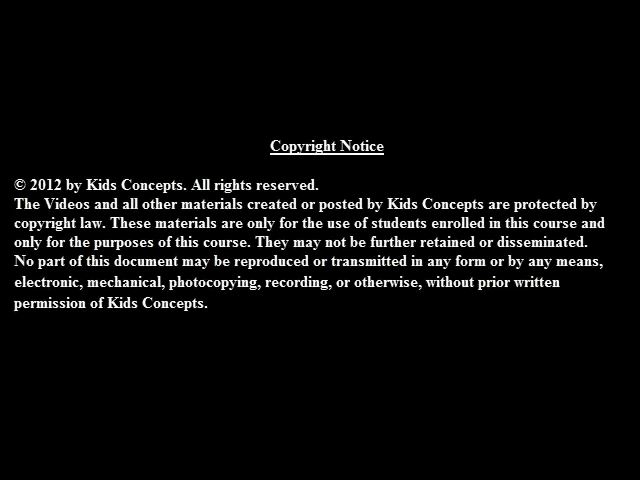 Copyright Notice
© 2012 by Kids Concepts. All rights reserved.
The Videos and all other materials created or posted by Kids Concepts are protected by
copyright law. These materials are only for the use of students enrolled in this course and
only for the purposes of this course. They may not be further retained or disseminated.
No part of this document may be reproduced or transmitted in any form or by any means,
electronic, mechanical, photocopying, recording, or otherwise, without prior written
permission of Kids Concepts.